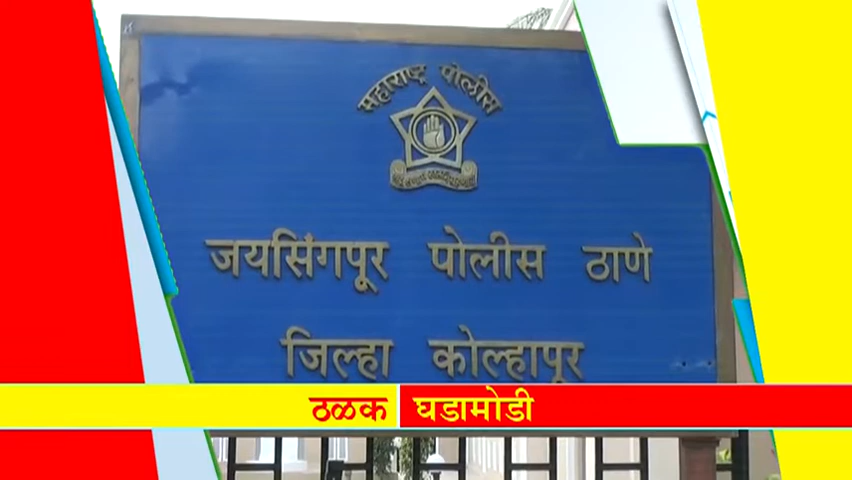 महाराष्ट्र पोलीस
जयसिंगपूर पोलीस ठाणे
जिल्हा कोल्हापूर
ठळक घडामोडी